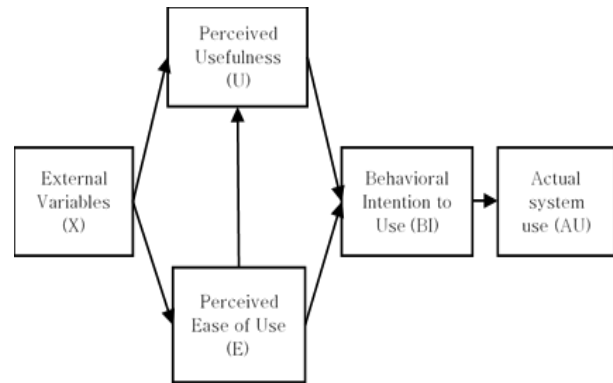 Perceived
Usefulness
(U)
External
Variables
(X)
Behavioral
Intention to
Use (BI)
Actual
system
use (AU)
Perceived
Ease of Use
(E)